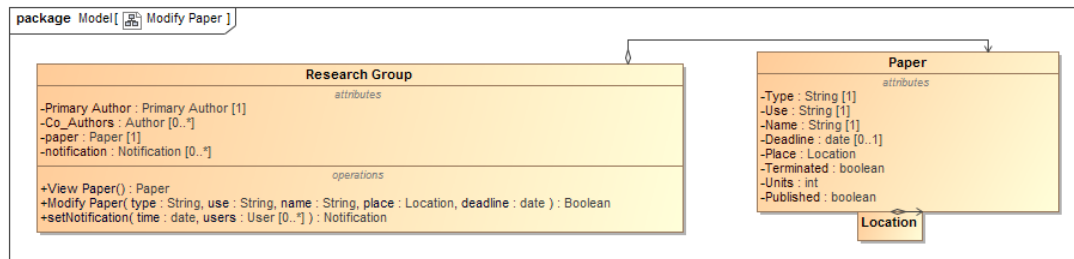 package Model[ Modify Paper ]
Research Group
attributes
-Primary Author : Primary Author [1]
-Co_Authors : Author [0..*]
-paper : Paper [1]
-notification : Notification [0..*]
operations
+View Paper() : Paper
+Modify Paper( type : String, use : String, name : String, place : Location, deadline : date ) : Boolean
+setNotification( time : date, users : User [0..*] ) : Notification
Paper
attributes
-Type : String [1]
-Use : String [1]
-Name : String [1]
-Deadline : date [0..1]
-Place : Location
-Terminated : boolean
-Units : int
-Published : boolean
Location